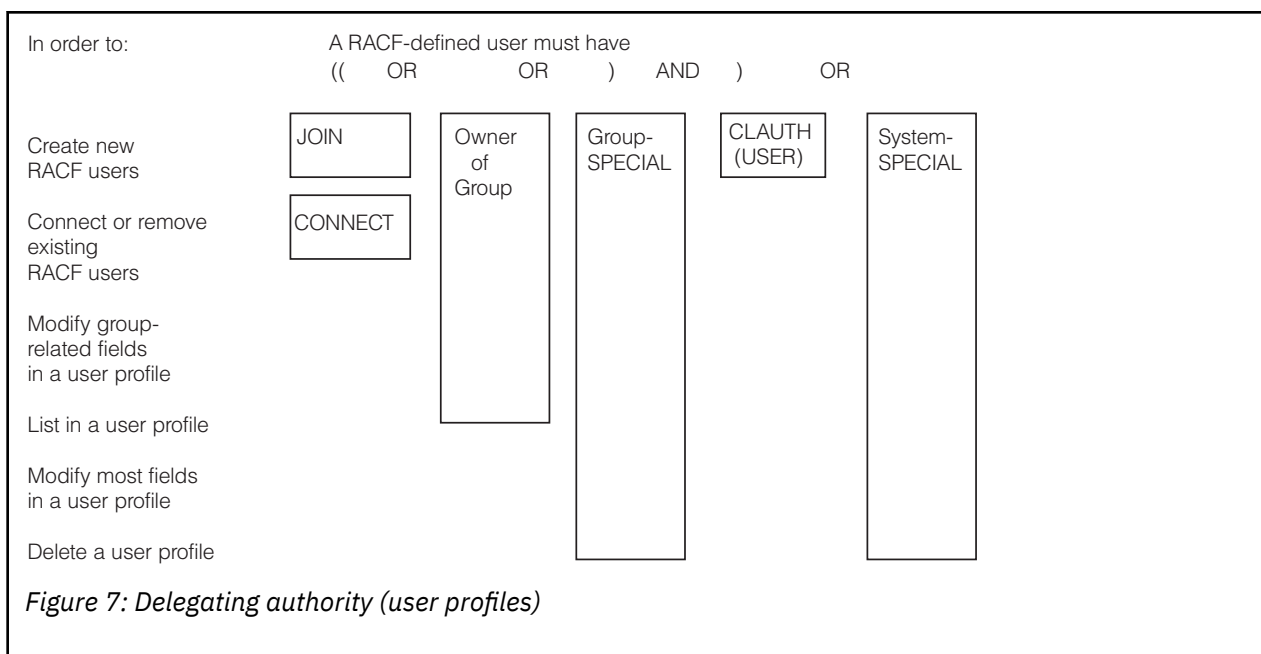 In order to: A RACF-defined user must have
(( OR OR ) AND ) OR
Create new
RACF users
JOIN
Owner
of
Group
Group-
SPECIAL
CLAUTH
(USER)
System-
SPECIAL
Connect or remove
existing
RACF users
CONNECT
Modify group-
related fields
in a user profile
List in a user profile
Modify most fields
in a user profile
Delete a user profile
Figure 7: Delegating authority (user profiles)